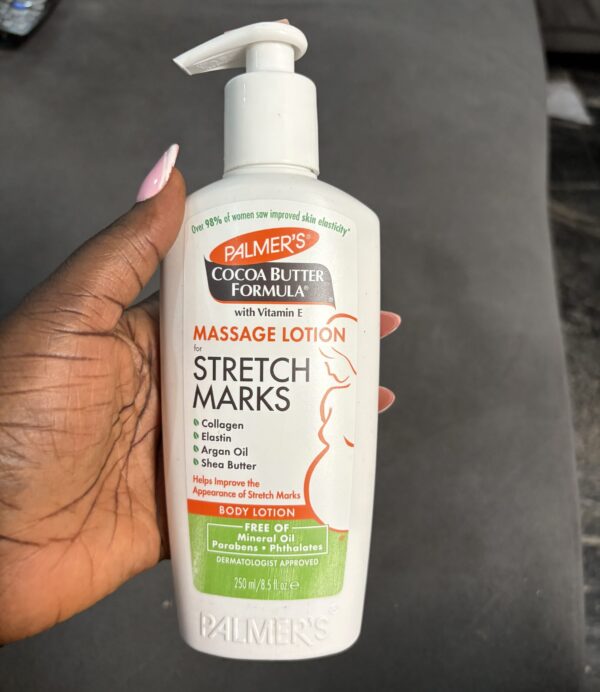 Over 98% of women saw improved skin elasticity*
PALMER'S®
COCOA BUTTER
FORMULA®
with Vitamin E
MASSAGE LOTION
for
STRETCH
MARKS
Collagen
Elastin
Argan Oil
Shea Butter
Helps Improve the
Appearance of Stretch Marks
BODY LOTION
FREE OF
Mineral Oil
Parabens • Phthalates
DERMATOLOGIST APPROVED
250 ml/8.5 fl. oz. ℮
PALMER'S